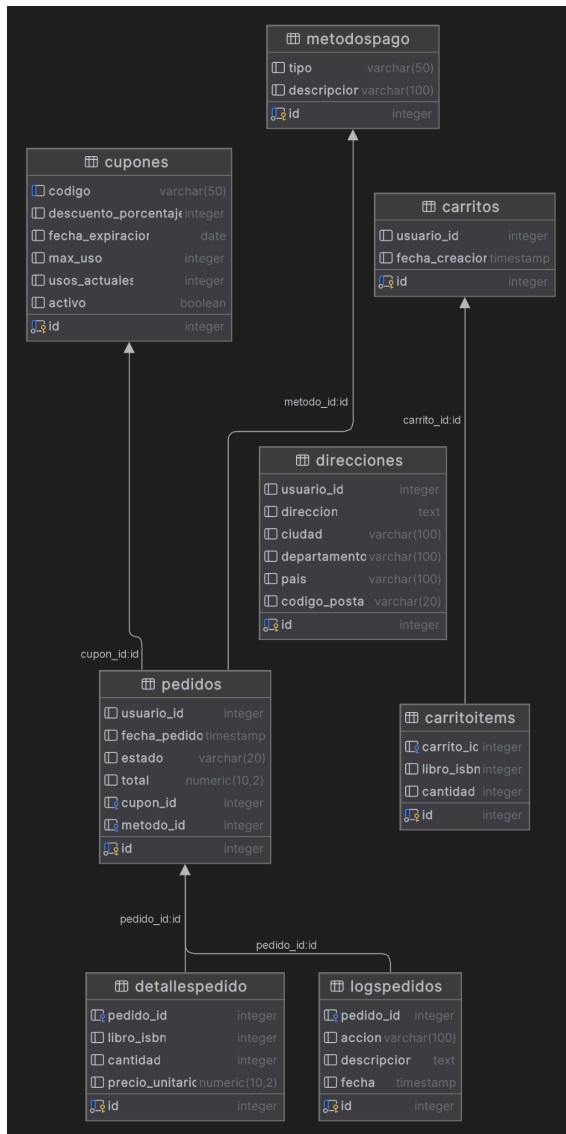 metodospago
tipo varchar(50)
descripcion varchar(100)
id integer
cupones
codigo varchar(50)
descuento_porcentaje integer
fecha_expiracion date
max_uso integer
usos_actuales integer
activo boolean
id integer
carritos
usuario_id integer
fecha_creacion timestamp
id integer
metodo_id:id
carrito_id:id
direcciones
usuario_id integer
direccion text
ciudad varchar(100)
departamento varchar(100)
pais varchar(100)
codigo_posta varchar(20)
id integer
cupon_id:id
pedidos
usuario_id integer
fecha_pedido timestamp
estado varchar(20)
total numeric(10,2)
cupon_id integer
metodo_id integer
id integer
carritoitems
carrito_ic integer
libro_isbn integer
cantidad integer
id integer
pedido_id:id
pedido_id:id
detallespedido
pedido_id integer
libro_isbn integer
cantidad integer
precio_unitario numeric(10,2)
id integer
logspedidos
pedido_id integer
accion varchar(100)
descripcion text
fecha timestamp
id integer